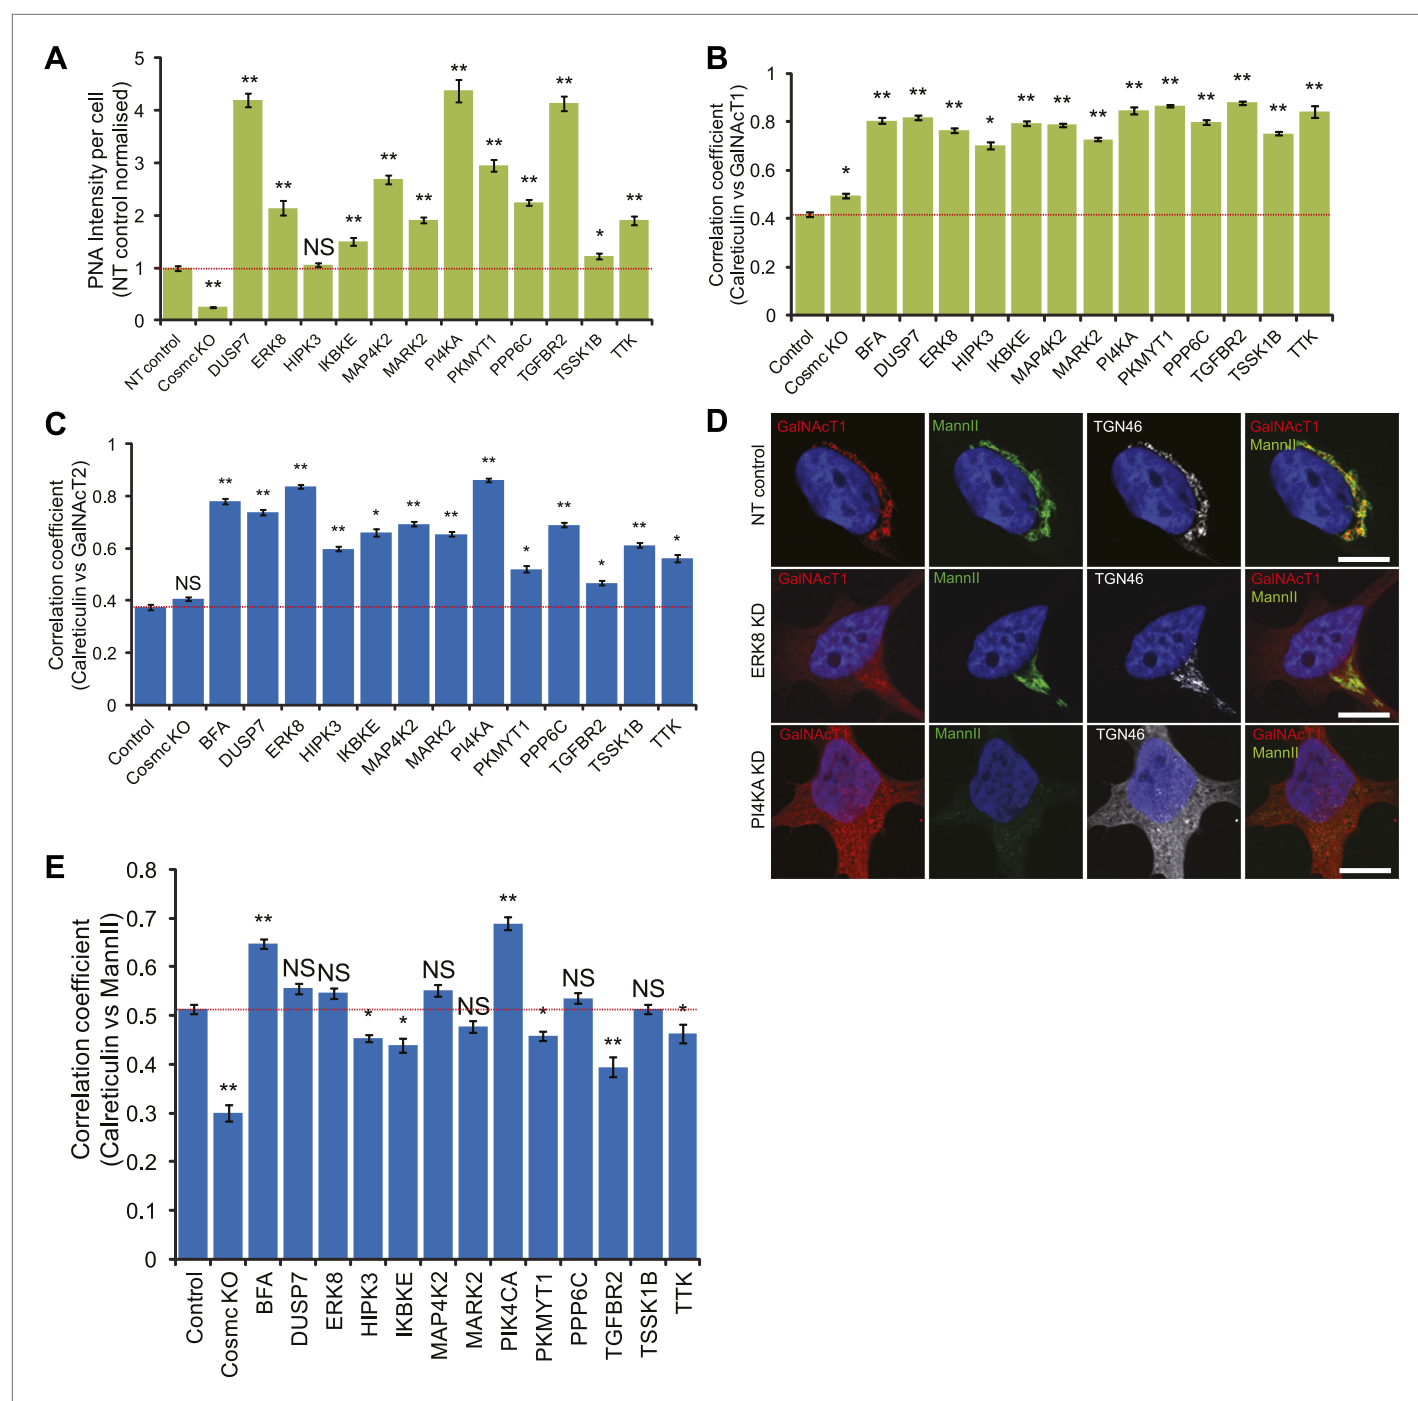 A
PNA Intensity per cell
(NT control normalised)
5
4
3
2
1
0
**
**
**
NS
**
**
**
**
**
**
**
*
**
NT control
Cosmc KO
DUSP7
ERK8
HIPK3
IKBKE
MAP4K2
MARK2
PI4KA
PKMYT1
PPP6C
TGFBR2
TSSK1B
TTK
B
Correlation coefficient
(Calreticulin vs GalNAcT1)
1
0.8
0.6
0.4
0.2
0
*
**
**
**
*
**
**
**
**
**
**
**
**
**
Control
Cosmc KO
BFA
DUSP7
ERK8
HIPK3
IKBKE
MAP4K2
MARK2
PI4KA
PKMYT1
PPP6C
TGFBR2
TSSK1B
TTK
C
Correlation coefficient
(Calreticulin vs GalNAcT2)
1
0.8
0.6
0.4
0.2
0
NS
**
**
**
**
*
**
**
**
*
**
*
**
*
Control
Cosmc KO
BFA
DUSP7
ERK8
HIPK3
IKBKE
MAP4K2
MARK2
PI4KA
PKMYT1
PPP6C
TGFBR2
TSSK1B
TTK
D
NT control
GalNAcT1
MannII
TGN46
GalNAcT1
MannII
ERK8 KD
GalNAcT1
MannII
TGN46
GalNAcT1
MannII
PI4KA KD
GalNAcT1
MannII
TGN46
GalNAcT1
MannII
E
Correlation coefficient
(Calreticulin vs MannII)
0.8
0.7
0.6
0.5
0.4
0.3
0.2
0.1
0
**
**
NS
NS
*
*
NS
NS
**
*
NS
**
NS
*
Control
Cosmc KO
BFA
DUSP7
ERK8
HIPK3
IKBKE
MAP4K2
MARK2
PIK4CA
PKMYT1
PPP6C
TGFBR2
TSSK1B
TTK